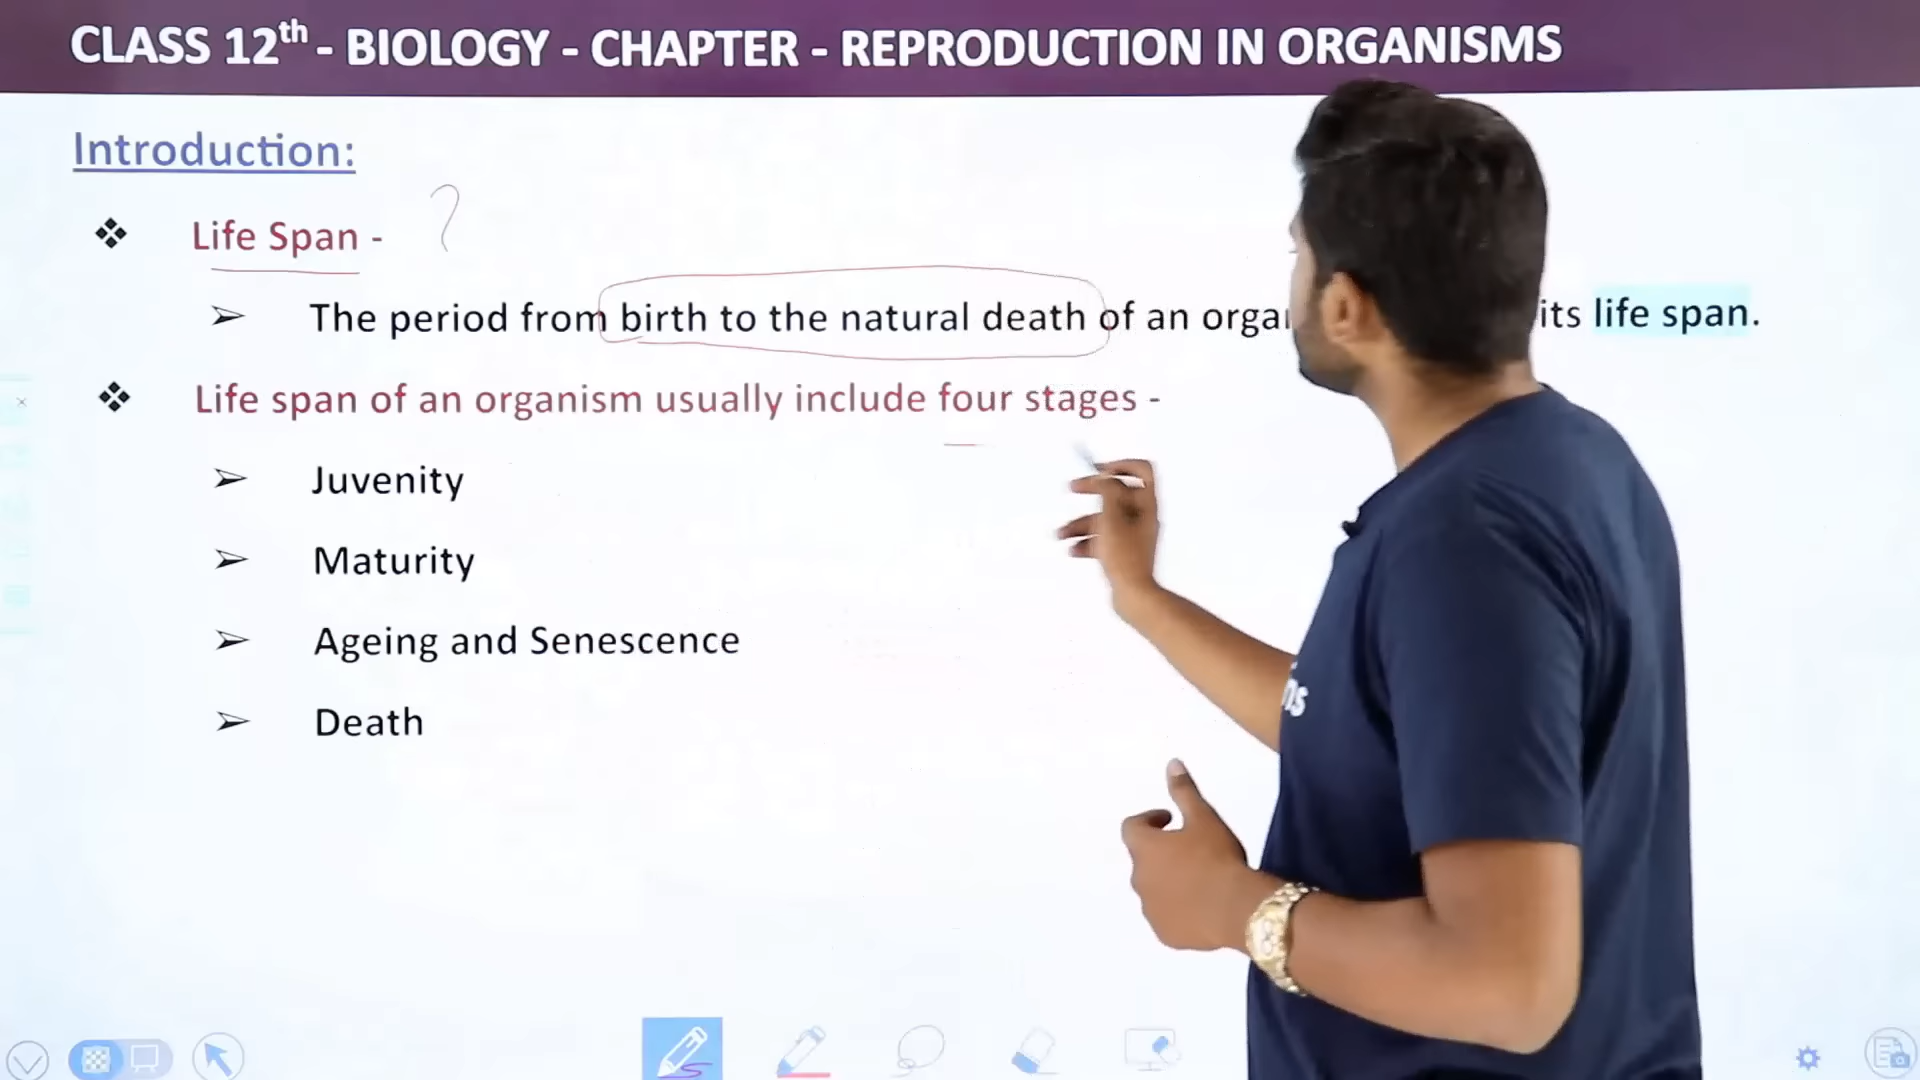 CLASS 12th - BIOLOGY - CHAPTER - REPRODUCTION IN ORGANISMS
Introduction:
Life Span - ?
The period from birth to the natural death of an its life span.
Life span of an organism usually include four stages -
Juvenity
Maturity
Ageing and Senescence
Death